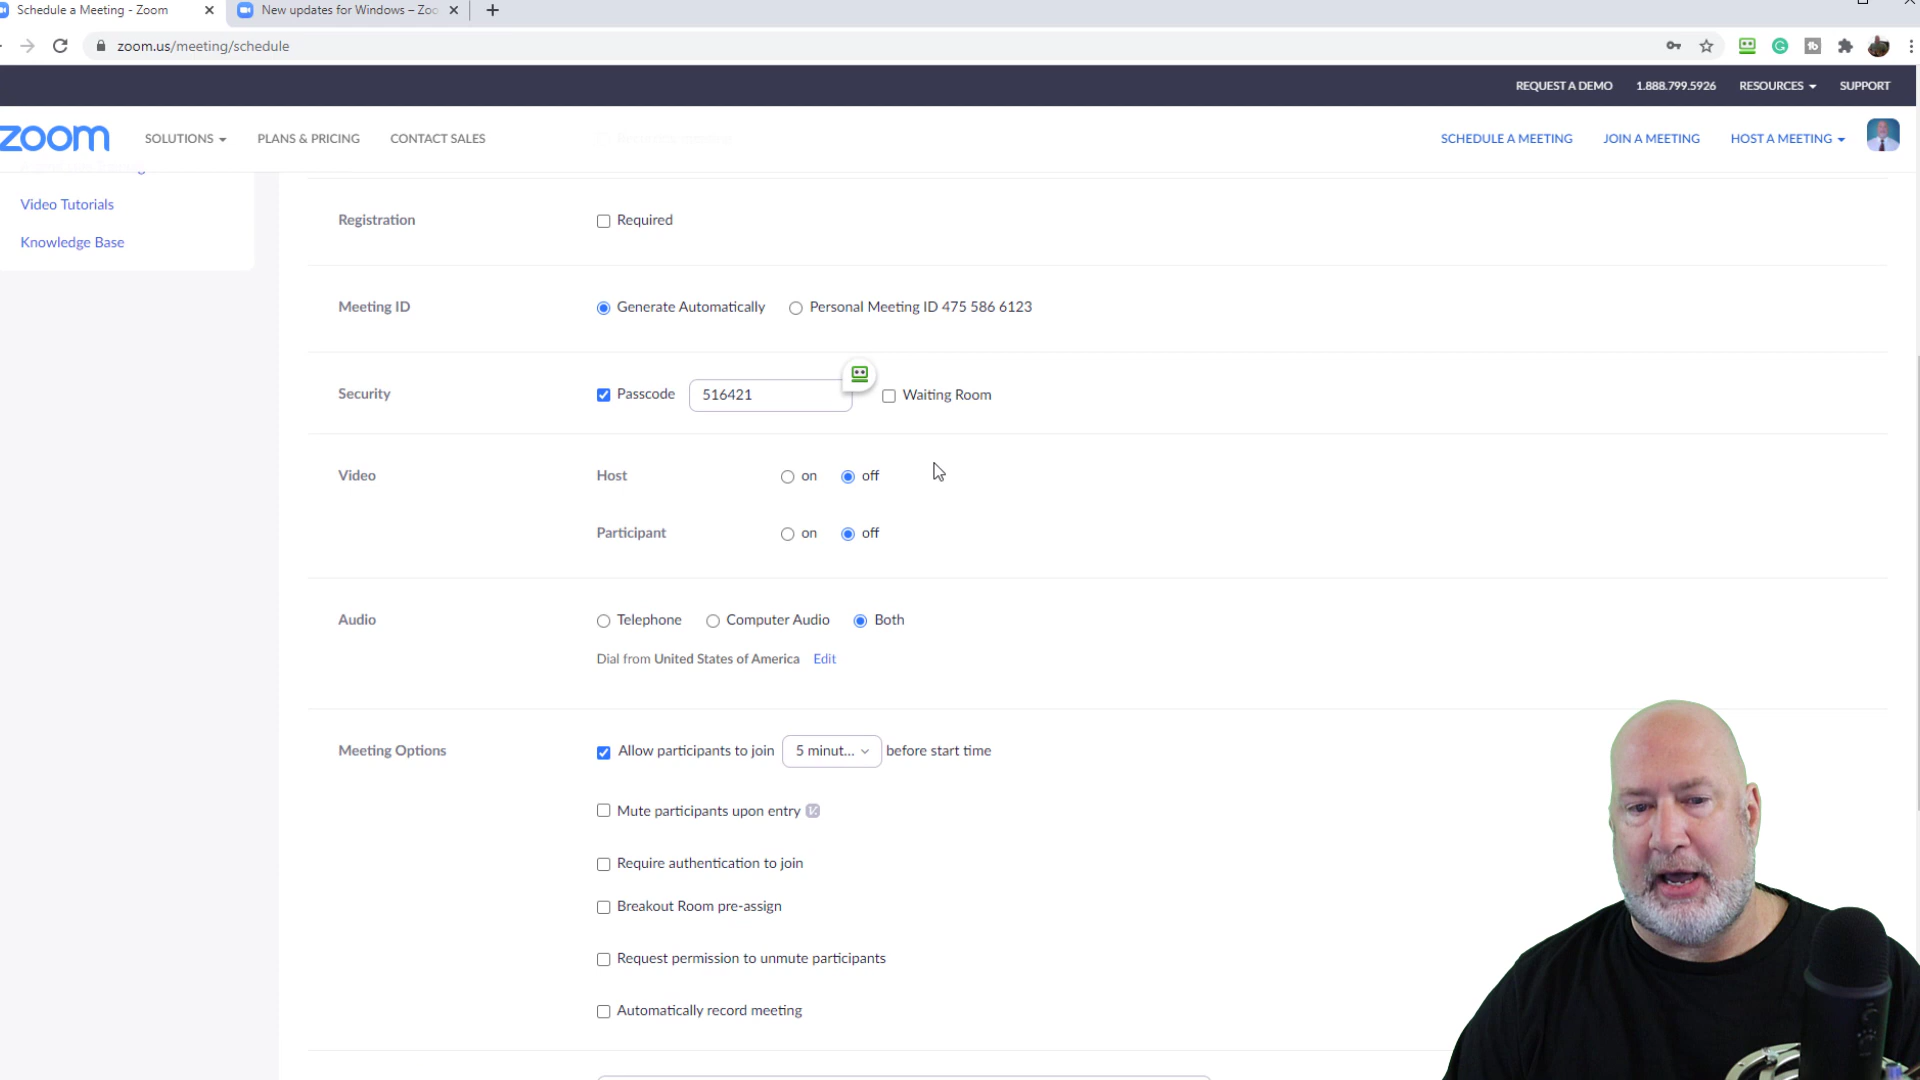 Schedule a Meeting - Zoom
New updates for Windows – Zoo
zoom.us/meeting/schedule
REQUEST A DEMO 1.888.799.5926 RESOURCES SUPPORT
zoom SOLUTIONS PLANS & PRICING CONTACT SALES SCHEDULE A MEETING JOIN A MEETING HOST A MEETING
Video Tutorials
Knowledge Base
Registration Required
Meeting ID Generate Automatically Personal Meeting ID 475 586 6123
Security Passcode 516421 Waiting Room
Video Host on off
Participant on off
Audio Telephone Computer Audio Both
Dial from United States of America Edit
Meeting Options Allow participants to join 5 minut... before start time
Mute participants upon entry
Require authentication to join
Breakout Room pre-assign
Request permission to unmute participants
Automatically record meeting